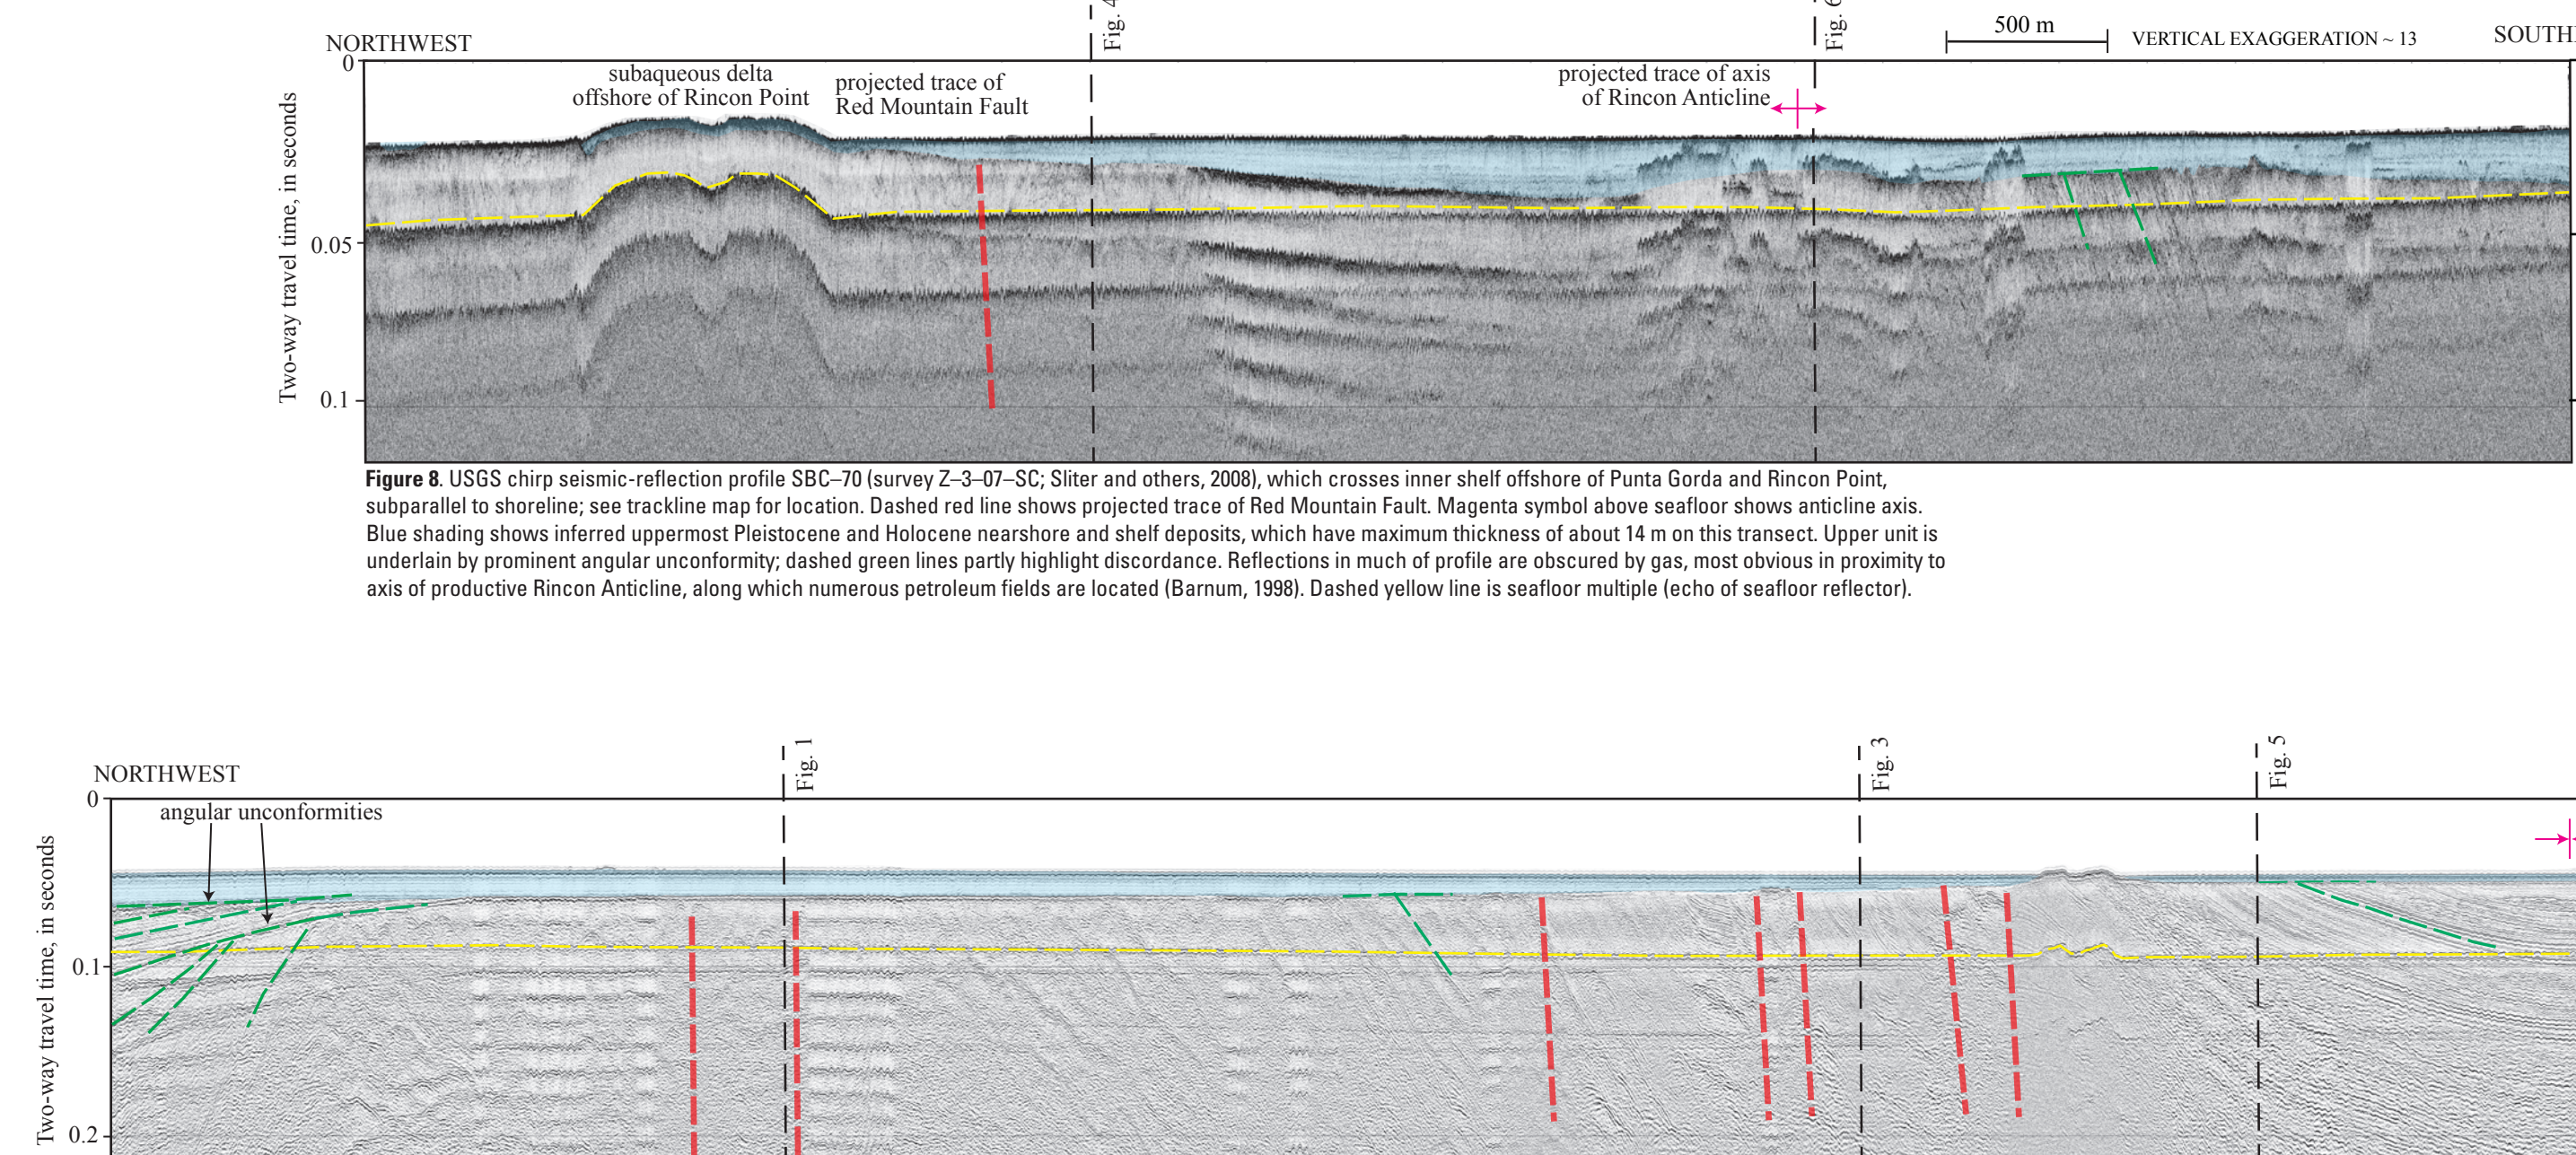 Fig. 4
Fig. 6
500 m
VERTICAL EXAGGERATION ~ 13
NORTHWEST
0
subaqueous delta
offshore of Rincon Point
projected trace of
Red Mountain Fault
projected trace of axis
of Rincon Anticline
Two-way travel time, in seconds
0.05
0.1
Figure 8. USGS chirp seismic-reflection profile SBC–70 (survey Z–3–07–SC; Sliter and others, 2008), which crosses inner shelf offshore of Punta Gorda and Rincon Point,
subparallel to shoreline; see trackline map for location. Dashed red line shows projected trace of Red Mountain Fault. Magenta symbol above seafloor shows anticline axis.
Blue shading shows inferred uppermost Pleistocene and Holocene nearshore and shelf deposits, which have maximum thickness of about 14 m on this transect. Upper unit is
underlain by prominent angular unconformity; dashed green lines partly highlight discordance. Reflections in much of profile are obscured by gas, most obvious in proximity to
axis of productive Rincon Anticline, along which numerous petroleum fields are located (Barnum, 1998). Dashed yellow line is seafloor multiple (echo of seafloor reflector).
Fig. 1
Fig. 3
Fig. 5
NORTHWEST
0
angular unconformities
Two-way travel time, in seconds
0.1
0.2